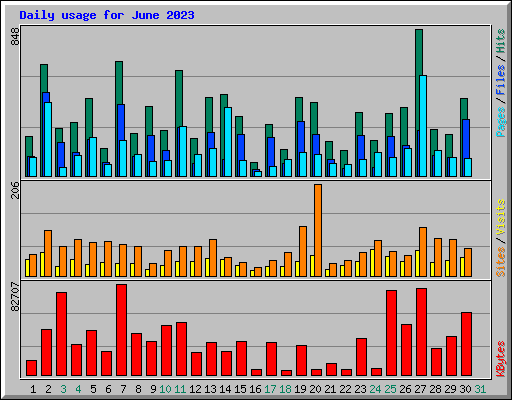 Daily usage for June 2023
848
Pages / Files / Hits
206
Sites / Visits
82707
KBytes
1 2 3 4 5 6 7 8 9 10 11 12 13 14 15 16 17 18 19 20 21 22 23 24 25 26 27 28 29 30 31